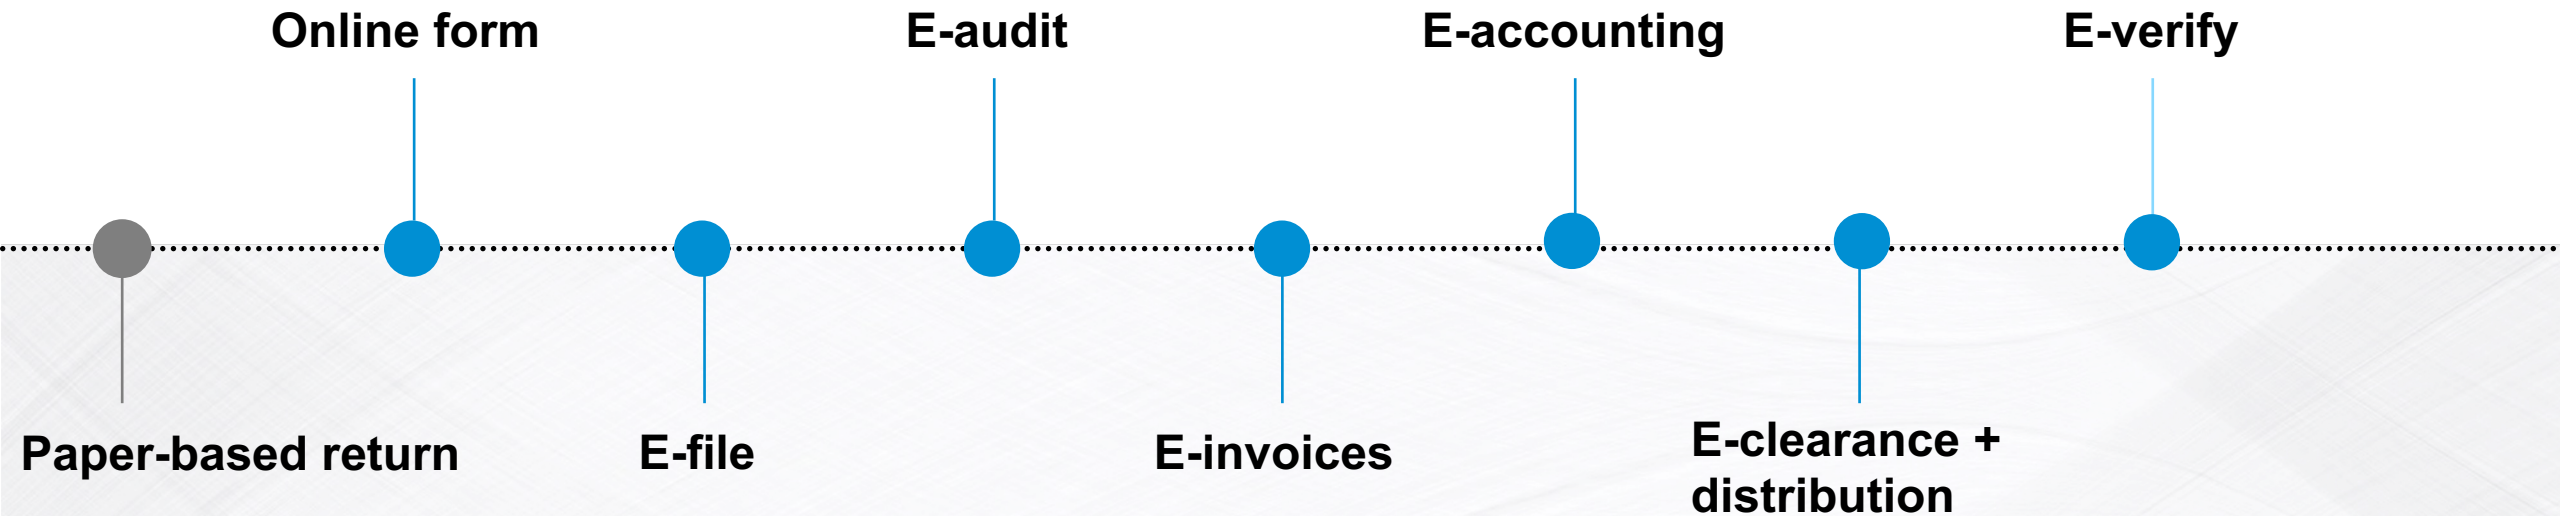 Online form
E-audit
E-accounting
E-verify
Paper-based return
E-file
E-invoices
E-clearance +
distribution